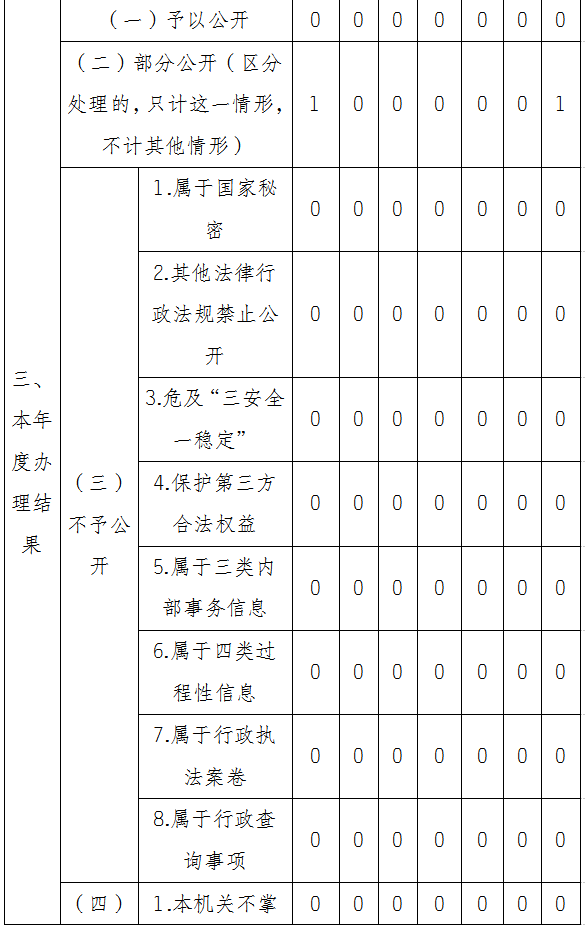 （一）予以公开 0 0 0 0 0 0 0
（二）部分公开（区分
处理的，只计这一情形，
不计其他情形） 1 0 0 0 0 0 1
三、
本年
度办
理结
果
（三）
不予公
开
1.属于国家秘
密 0 0 0 0 0 0 0
2.其他法律行
政法规禁止公
开 0 0 0 0 0 0 0
3.危及“三安全
一稳定” 0 0 0 0 0 0 0
4.保护第三方
合法权益 0 0 0 0 0 0 0
5.属于三类内
部事务信息 0 0 0 0 0 0 0
6.属于四类过
程性信息 0 0 0 0 0 0 0
7.属于行政执
法案卷 0 0 0 0 0 0 0
8.属于行政查
询事项 0 0 0 0 0 0 0
（四） 1.本机关不掌 0 0 0 0 0 0 0